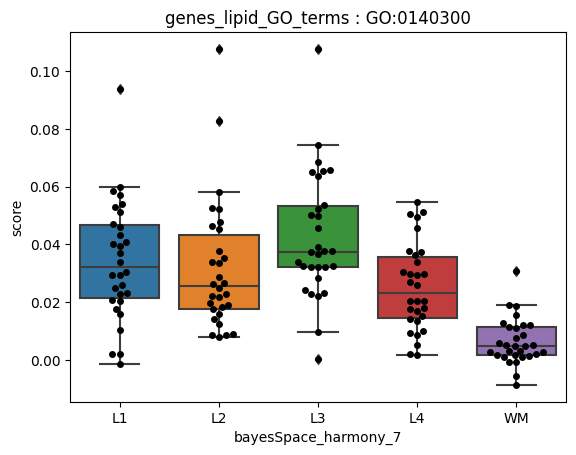 genes_lipid_GO_terms : GO:0140300
score
0.10
0.08
0.06
0.04
0.02
0.00
L1 L2 L3 L4 WM
bayesSpace_harmony_7